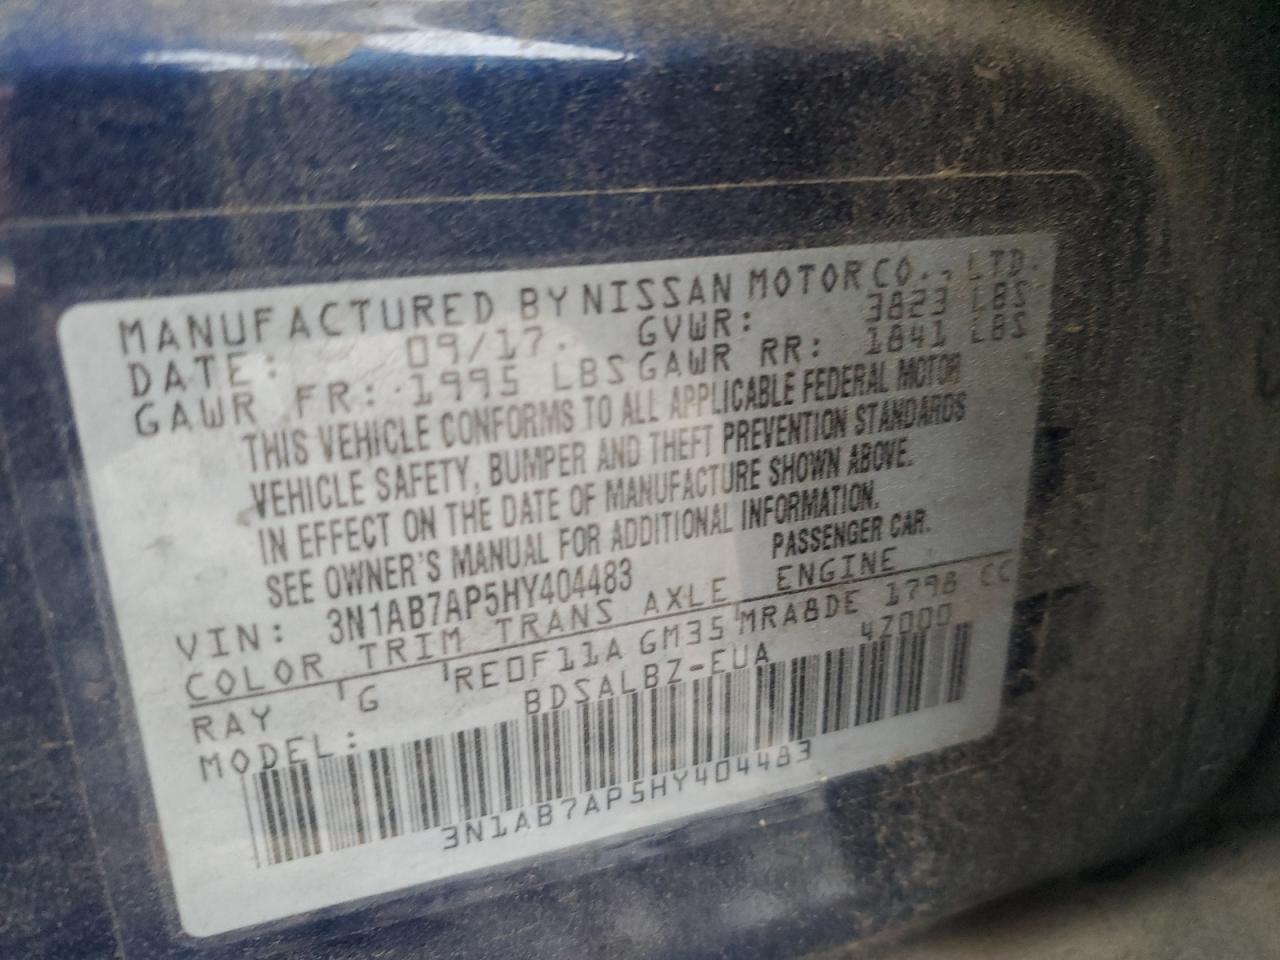 MANUFACTURED BY NISSAN MOTOR CO., LTD.
DATE: 09/17. GVWR: 3823 LBS
GAWR FR: 1995 LBS GAWR RR: 1841 LBS
THIS VEHICLE CONFORMS TO ALL APPLICABLE FEDERAL MOTOR
VEHICLE SAFETY, BUMPER AND THEFT PREVENTION STANDARDS
IN EFFECT ON THE DATE OF MANUFACTURE SHOWN ABOVE.
SEE OWNER'S MANUAL FOR ADDITIONAL INFORMATION.
VIN: 3N1AB7AP5HY404483 PASSENGER CAR.
COLOR TRIM TRANS AXLE ENGINE
RAY G RE0F11A GM35 MRA8DE 1798 CC
MODEL: BDSALBZ-EUA 47000
3N1AB7AP5HY404483